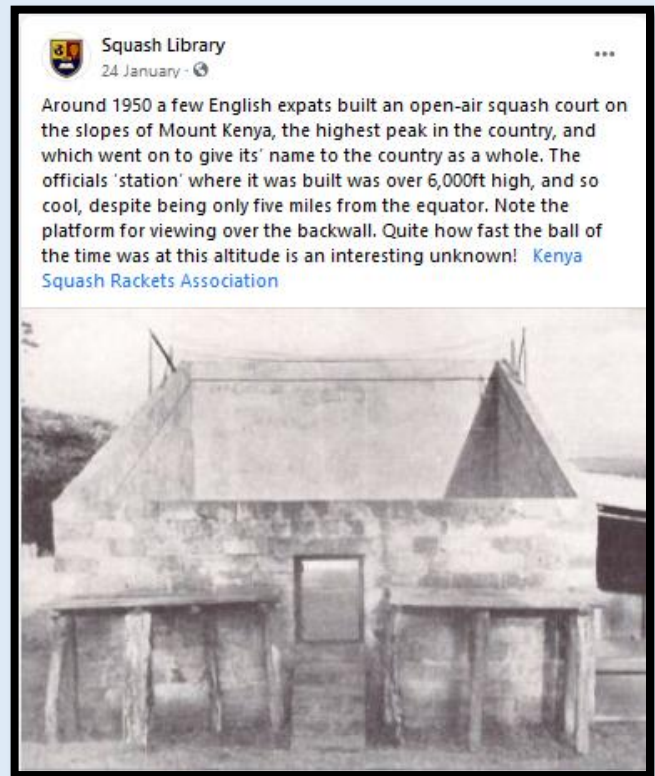 Squash Library
24 January ·
Around 1950 a few English expats built an open-air squash court on
the slopes of Mount Kenya, the highest peak in the country, and
which went on to give its' name to the country as a whole. The
officials 'station' where it was built was over 6,000ft high, and so
cool, despite being only five miles from the equator. Note the
platform for viewing over the backwall. Quite how fast the ball of
the time was at this altitude is an interesting unknown! Kenya
Squash Rackets Association